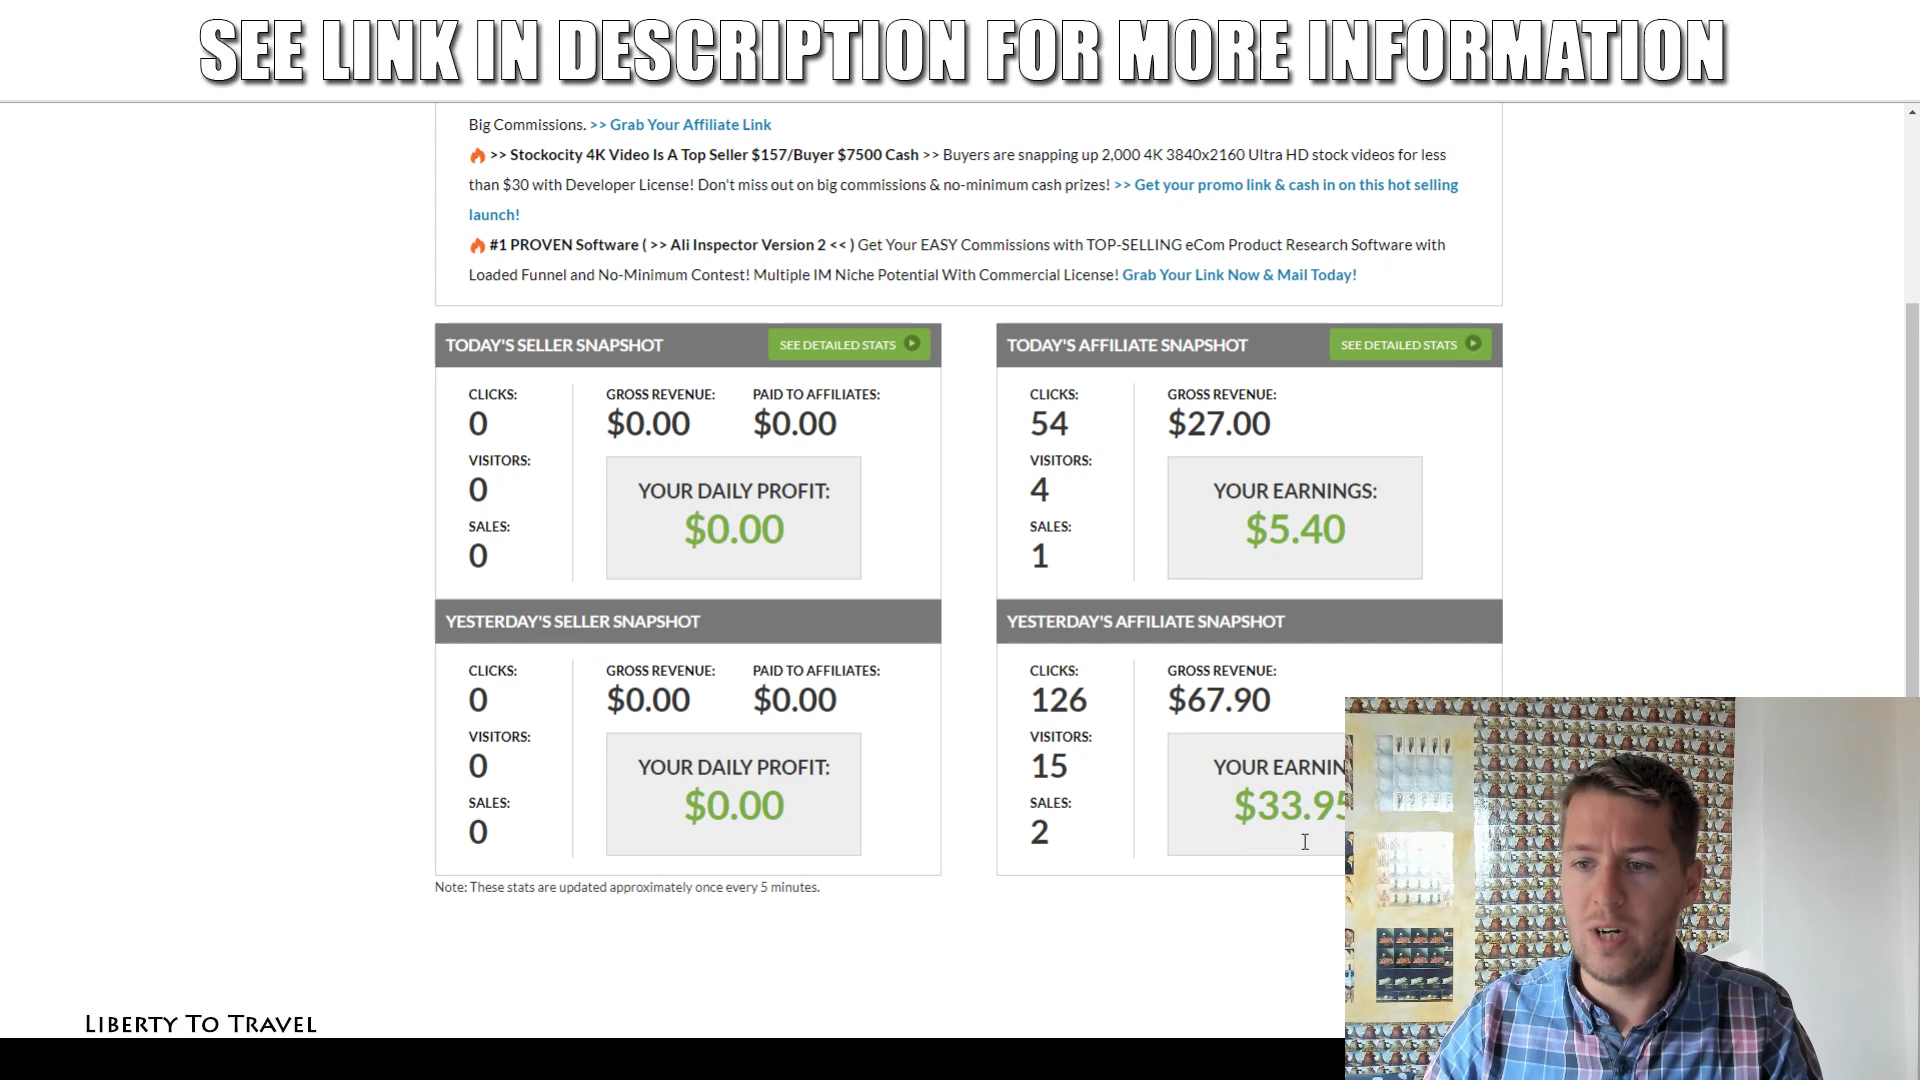 SEE LINK IN DESCRIPTION FOR MORE INFORMATION
Big Commissions. >> Grab Your Affiliate Link
>> Stockocity 4K Video Is A Top Seller $157/Buyer $7500 Cash >> Buyers are snapping up 2,000 4K 3840x2160 Ultra HD stock videos for less
than $30 with Developer License! Don't miss out on big commissions & no-minimum cash prizes! >> Get your promo link & cash in on this hot selling
launch!
#1 PROVEN Software ( >> Ali Inspector Version 2 << ) Get Your EASY Commissions with TOP-SELLING eCom Product Research Software with
Loaded Funnel and No-Minimum Contest! Multiple IM Niche Potential With Commercial License! Grab Your Link Now & Mail Today!
TODAY'S SELLER SNAPSHOT
SEE DETAILED STATS
CLICKS:
0
GROSS REVENUE:
$0.00
PAID TO AFFILIATES:
$0.00
VISITORS:
0
SALES:
0
YOUR DAILY PROFIT:
$0.00
TODAY'S AFFILIATE SNAPSHOT
SEE DETAILED STATS
CLICKS:
54
GROSS REVENUE:
$27.00
VISITORS:
4
SALES:
1
YOUR EARNINGS:
$5.40
YESTERDAY'S SELLER SNAPSHOT
CLICKS:
0
GROSS REVENUE:
$0.00
PAID TO AFFILIATES:
$0.00
VISITORS:
0
SALES:
0
YOUR DAILY PROFIT:
$0.00
YESTERDAY'S AFFILIATE SNAPSHOT
CLICKS:
126
GROSS REVENUE:
$67.90
VISITORS:
15
SALES:
2
YOUR EARNIN
$33.95
Note: These stats are updated approximately once every 5 minutes.
LIBERTY TO TRAVEL